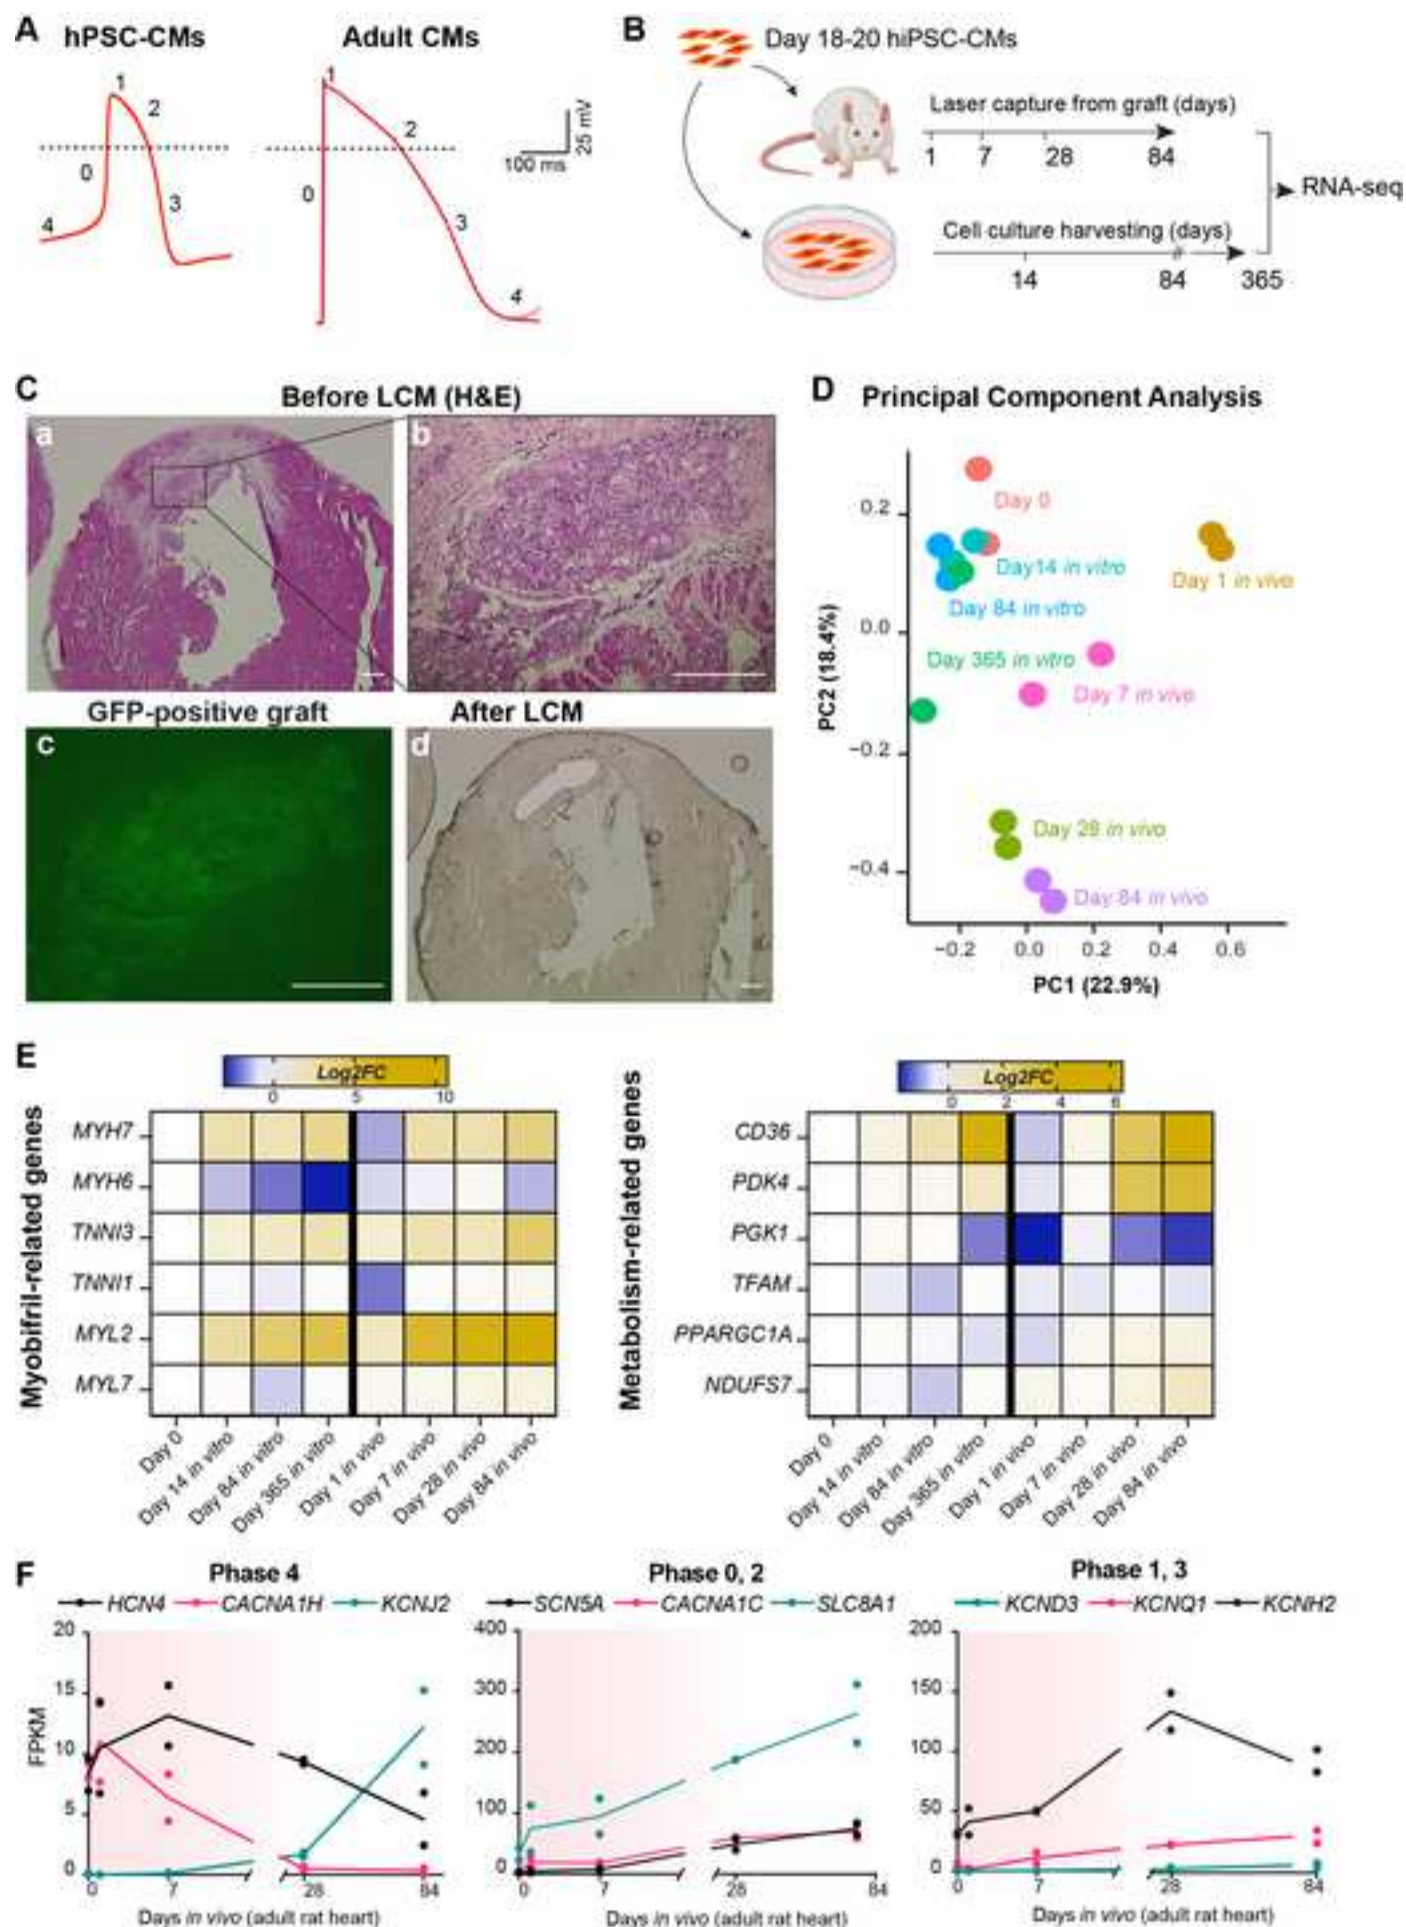 A
hPSC-CMs
Adult CMs
1
2
0
3
4
1
2
0
3
4
25 mV
100 ms
B
Day 18-20 hiPSC-CMs
Laser capture from graft (days)
1 7 28 84
RNA-seq
Cell culture harvesting (days)
14 84 365
C
Before LCM (H&E)
a
b
GFP-positive graft
After LCM
c
d
D
Principal Component Analysis
Day 0
Day14 in vitro
Day 1 in vivo
Day 84 in vitro
Day 365 in vitro
Day 7 in vivo
Day 28 in vivo
Day 84 in vivo
0.2
0.0
−0.2
−0.4
PC2 (18.4%)
−0.2 0.0 0.2 0.4 0.6
PC1 (22.9%)
E
Log2FC
0 5 10
Myobifril-related genes
MYH7
MYH6
TNNI3
TNNI1
MYL2
MYL7
Day 0
Day 14 in vitro
Day 84 in vitro
Day 365 in vitro
Day 1 in vivo
Day 7 in vivo
Day 28 in vivo
Day 84 in vivo
Log2FC
0 2 4 6
Metabolism-related genes
CD36
PDK4
PGK1
TFAM
PPARGC1A
NDUFS7
Day 0
Day 14 in vitro
Day 84 in vitro
Day 365 in vitro
Day 1 in vivo
Day 7 in vivo
Day 28 in vivo
Day 84 in vivo
F
Phase 4
HCN4 CACNA1H KCNJ2
20
15
10
5
0
FPKM
0 7 28 84
Days in vivo (adult rat heart)
Phase 0, 2
SCN5A CACNA1C SLC8A1
400
300
200
100
0
0 7 28 84
Days in vivo (adult rat heart)
Phase 1, 3
KCND3 KCNQ1 KCNH2
200
150
100
50
0
0 7 28 84
Days in vivo (adult rat heart)